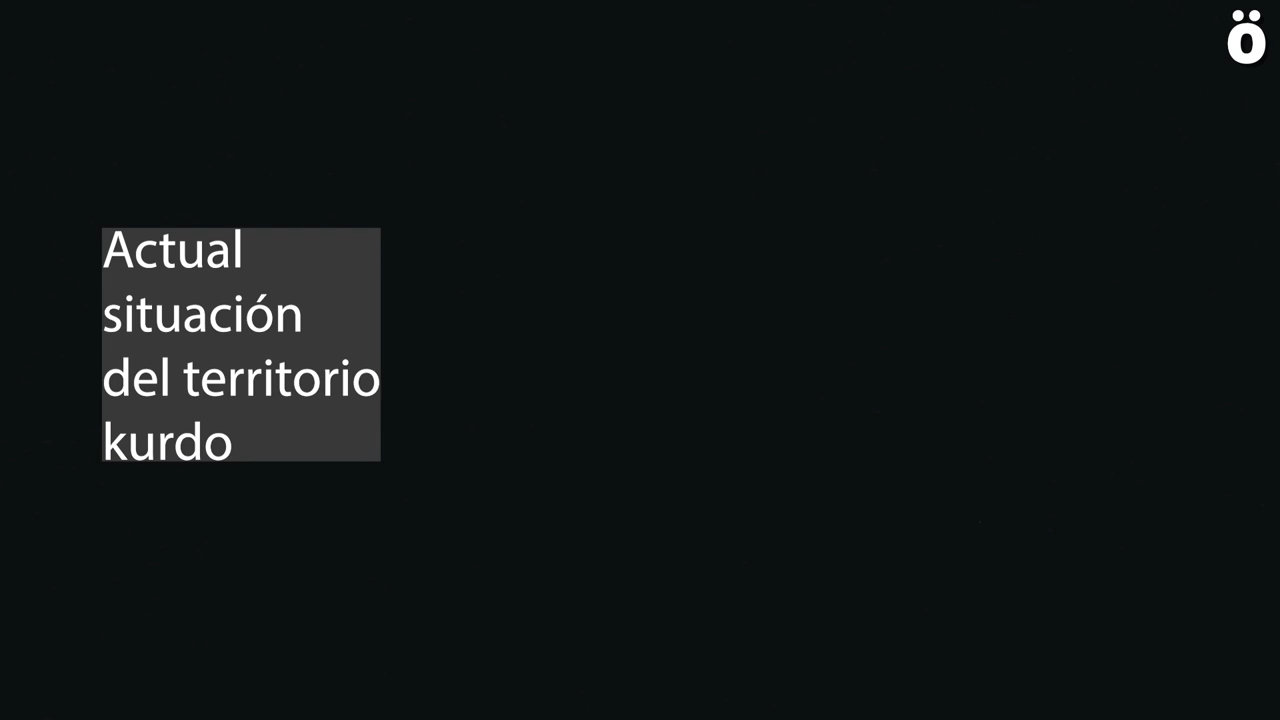 ö
Actual
situación
del territorio
kurdo